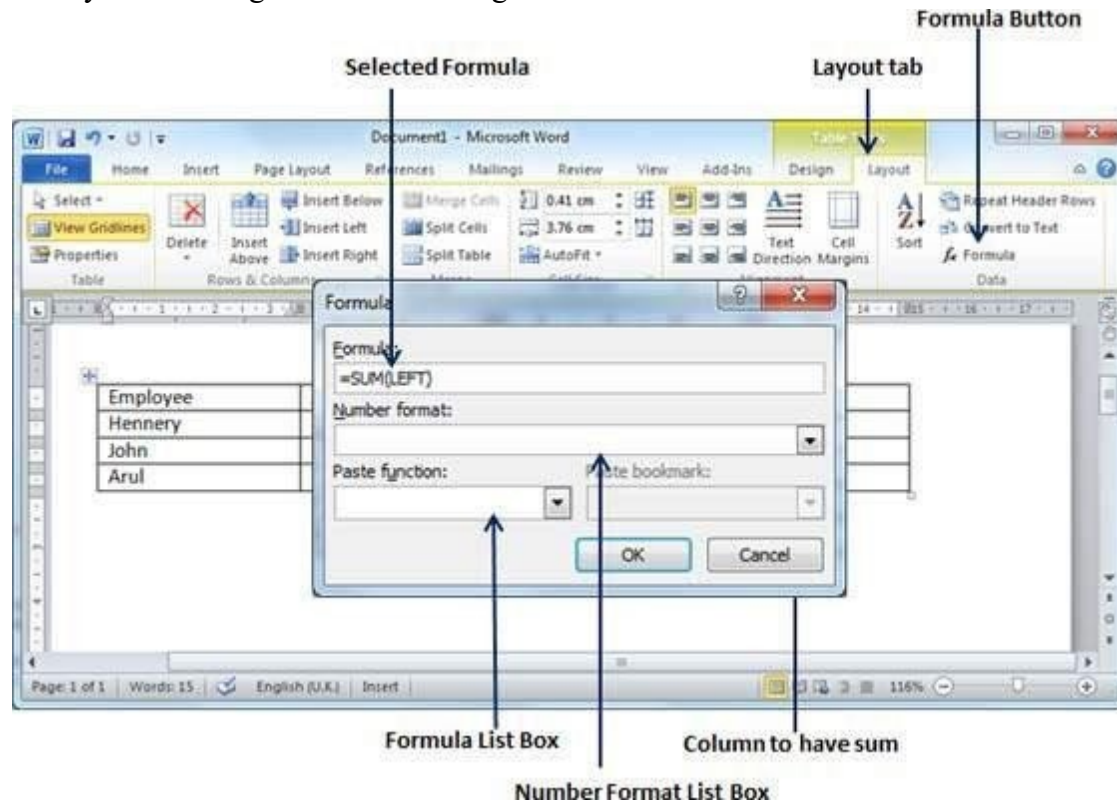 Formula Button
Selected Formula
Layout tab
Document1 - Microsoft Word
File Home Insert Page Layout References Mailings Review View Add-Ins Design Layout
Select
View Gridlines
Properties
Table
Delete
Insert Above
Insert Below
Insert Left
Insert Right
Rows & Columns
Merge Cells
Split Cells
Split Table
0.41 cm
3.76 cm
AutoFit
Text Direction
Cell Margins
Sort
Repeat Header Rows
Convert to Text
Formula
Data
Formula
Formula:
=SUM(LEFT)
Number format:
Paste function:
Paste bookmark:
OK Cancel
Employee
Hennery
John
Arul
Page: 1 of 1 Words: 15 English (U.K.) Insert 116%
Formula List Box
Column to have sum
Number Format List Box